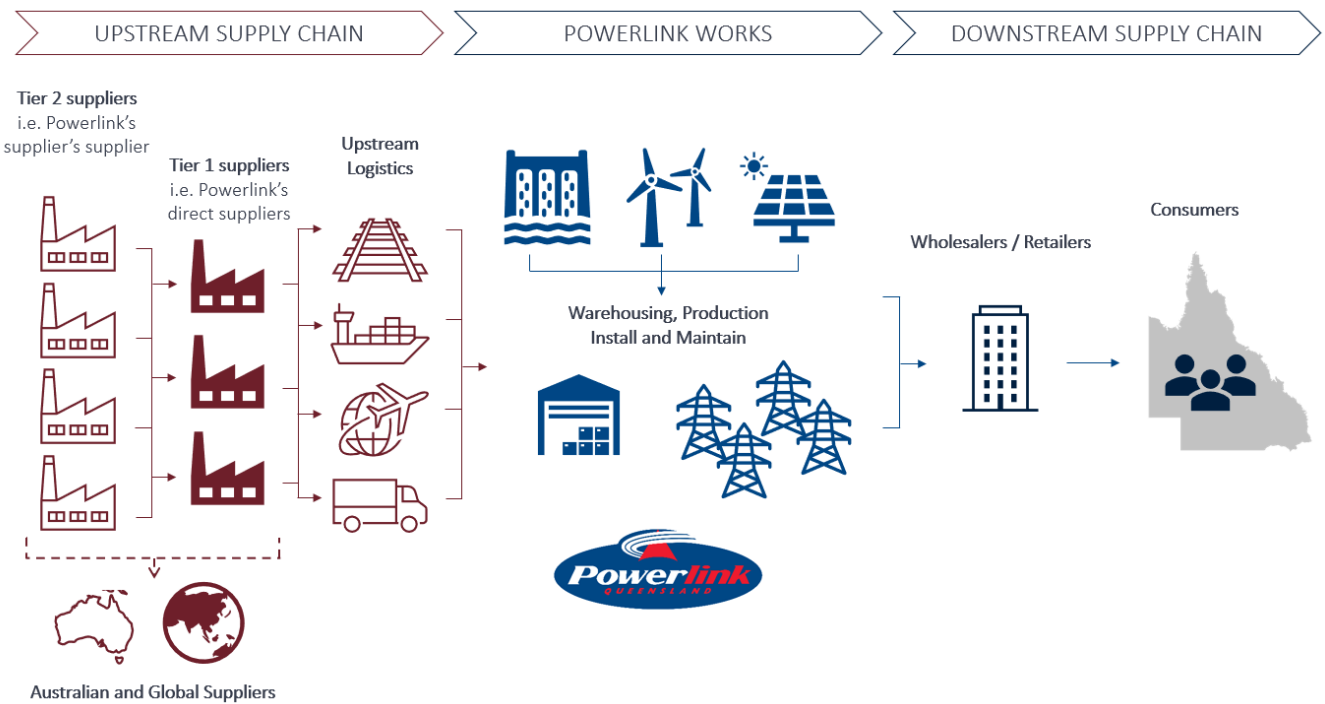 UPSTREAM SUPPLY CHAIN
POWERLINK WORKS
DOWNSTREAM SUPPLY CHAIN
Tier 2 suppliers
i.e. Powerlink’s
supplier’s supplier
Tier 1 suppliers
i.e. Powerlink’s
direct suppliers
Upstream
Logistics
Warehousing, Production
Install and Maintain
Wholesalers / Retailers
Consumers
Powerlink
QUEENSLAND
Australian and Global Suppliers